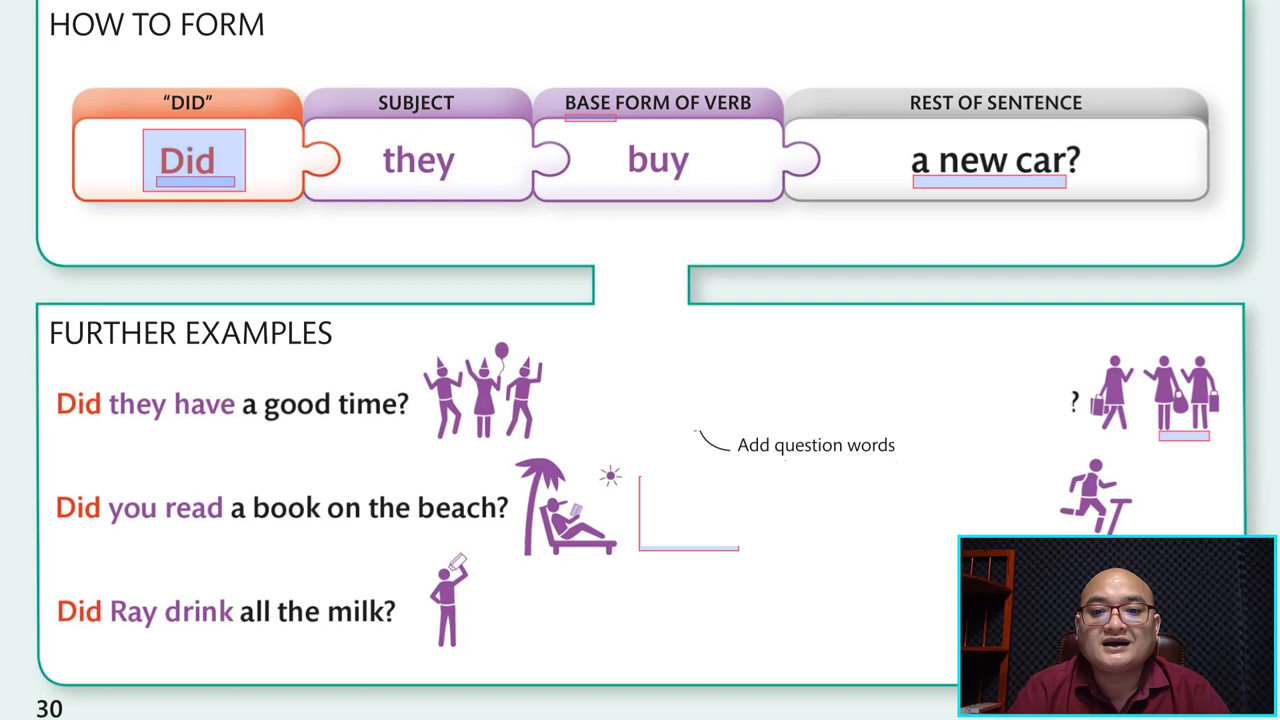 HOW TO FORM
"DID"
SUBJECT
BASE FORM OF VERB
REST OF SENTENCE
Did
they
buy
a new car?
FURTHER EXAMPLES
Did they have a good time?
?
Add question words
Did you read a book on the beach?
Did Ray drink all the milk?
30